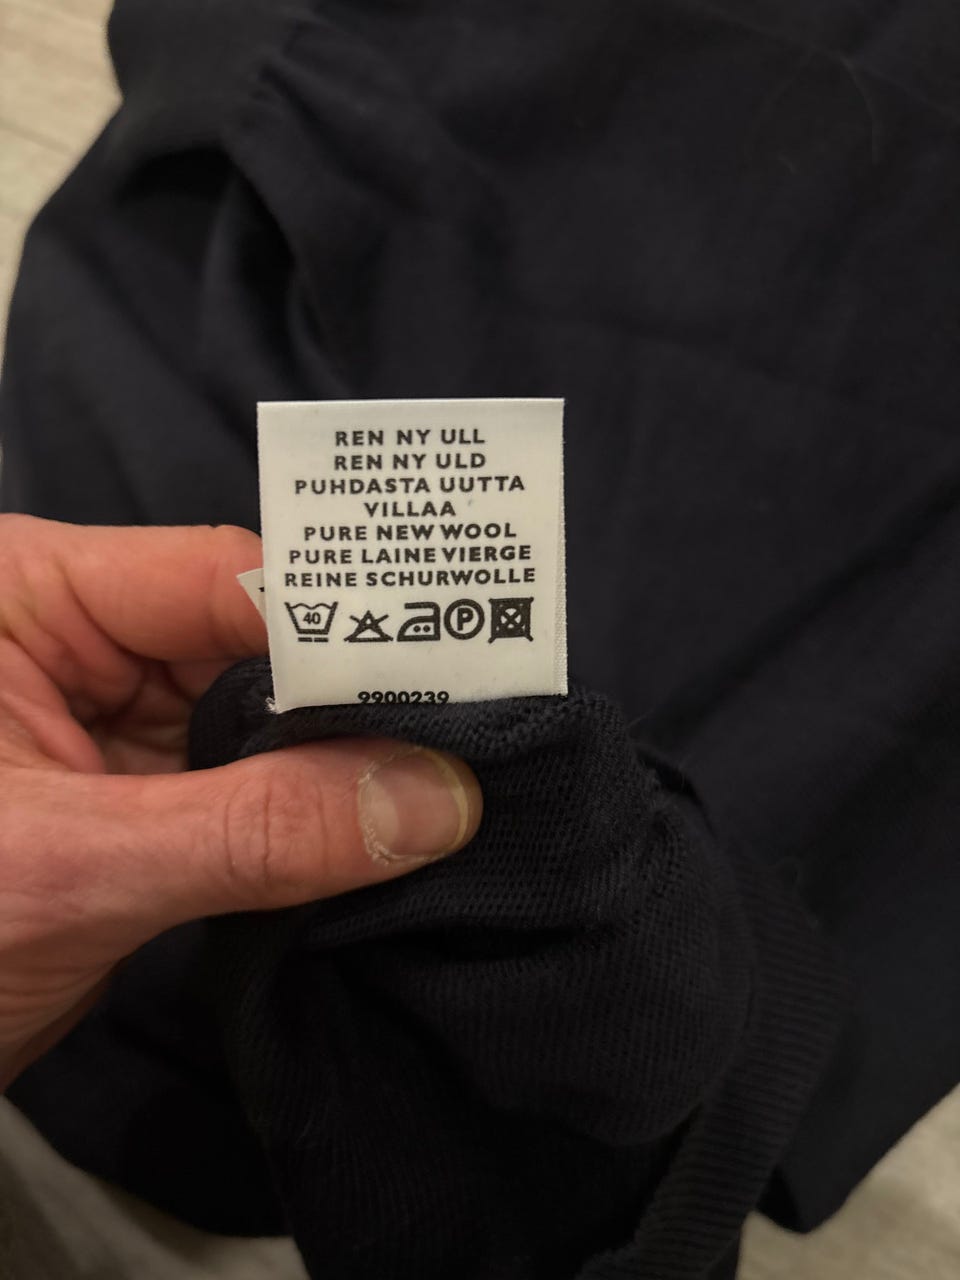 REN NY ULL
REN NY ULD
PUHDASTA UUTTA
VILLAA
PURE NEW WOOL
PURE LAINE VIERGE
REINE SCHURWOLLE
40 P
9900239